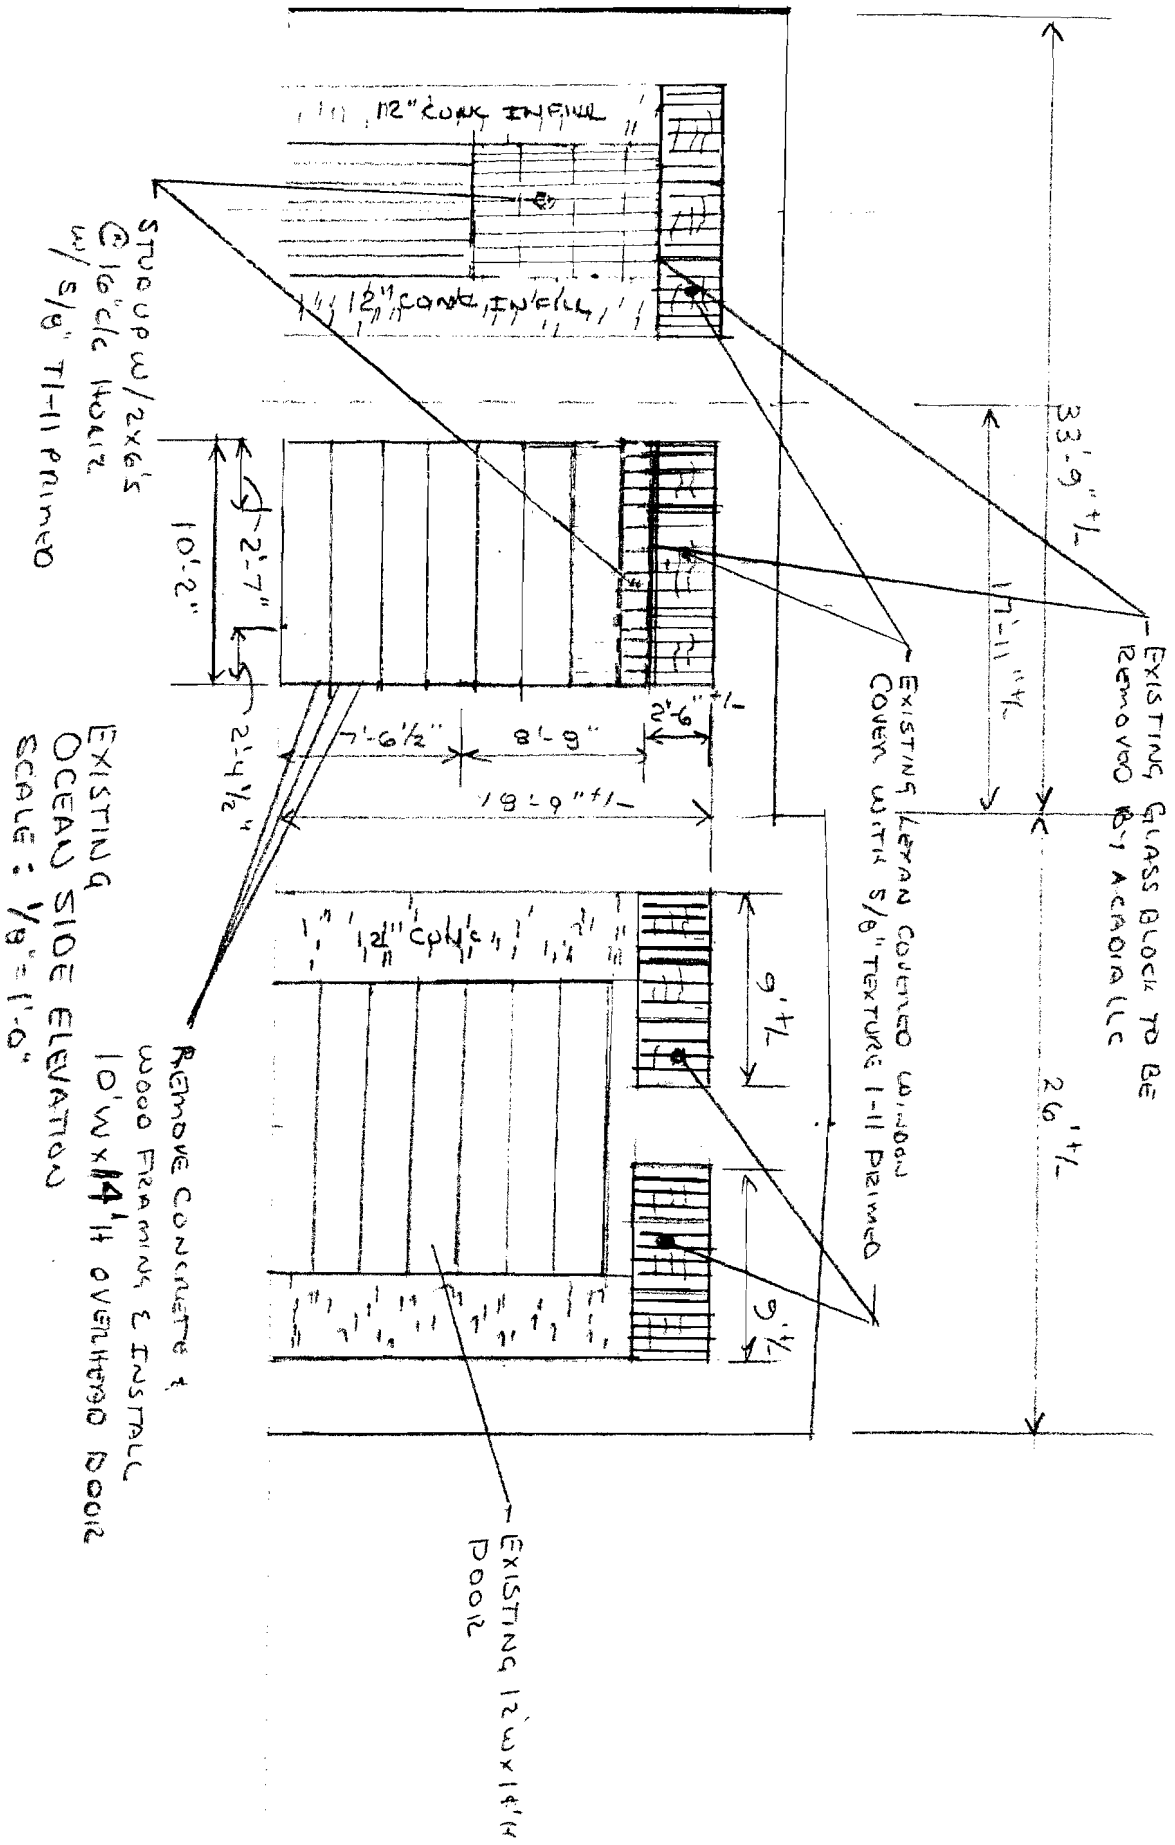 EXISTING GLASS BLOCK TO BE
REMOVED BY ACADIA LLC
33'-9" +/-
26' +/-
17'-11" +/-
EXISTING LEXAN COVERED WINDOW
COVER WITH 5/8" TEXTURE 1-11 PRIMED
9' +/-
9' +/-
12" CONC INFILL
12" CONC INFILL
2'-9" +/-
8'-8"
7'-9 1/2"
12" CONC
EXISTING 12'W x 14'H
DOOR
STUD UP W/ 2x6's
@ 16" c/c HORIZ
W/ 5/8" T1-11 PRIMED
2'-7"
2'-4 1/2"
10'-2"
REMOVE CONCRETE &
WOOD FRAMING & INSTALL
10'W x 14'H OVERHEAD DOOR
EXISTING
OCEAN SIDE ELEVATION
SCALE: 1/8" = 1'-0"